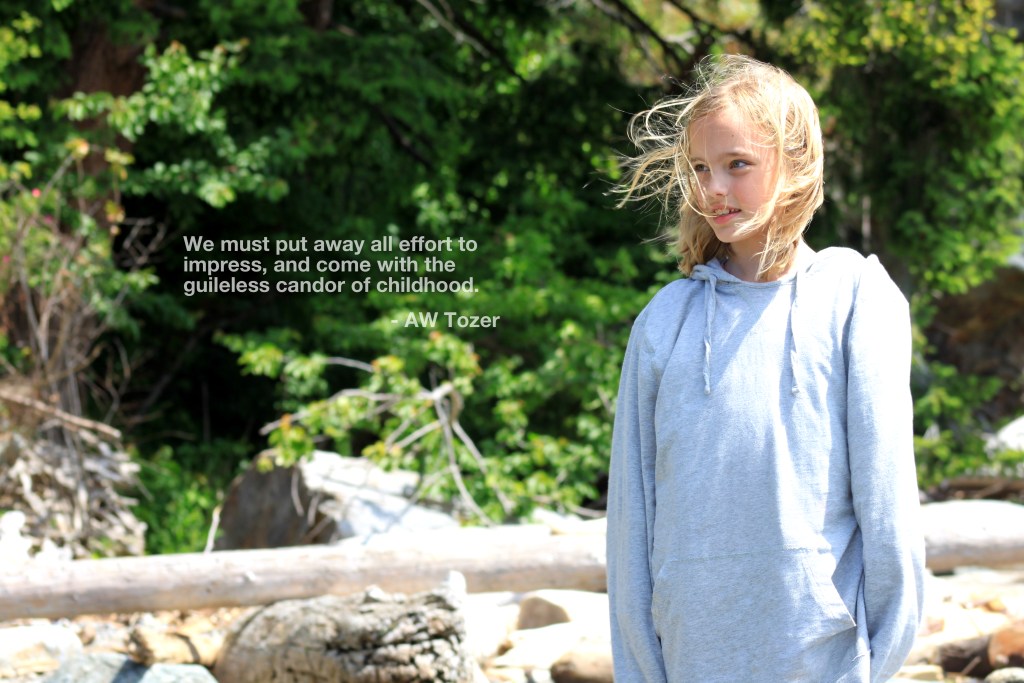 We must put away all effort to
impress, and come with the
guileless candor of childhood.
- AW Tozer